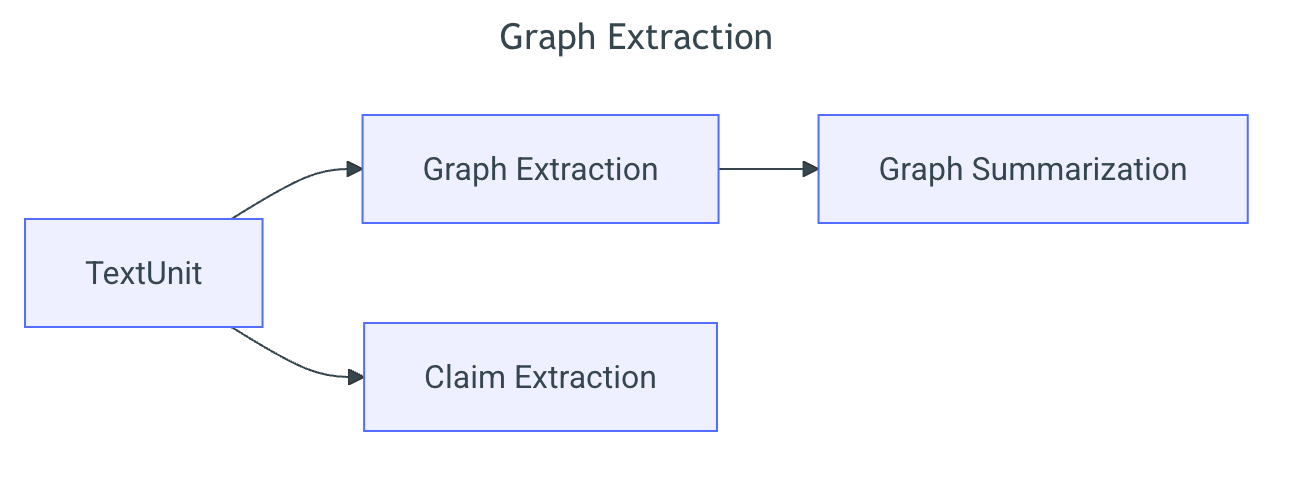 Graph Extraction
Graph Extraction
Graph Summarization
TextUnit
Claim Extraction